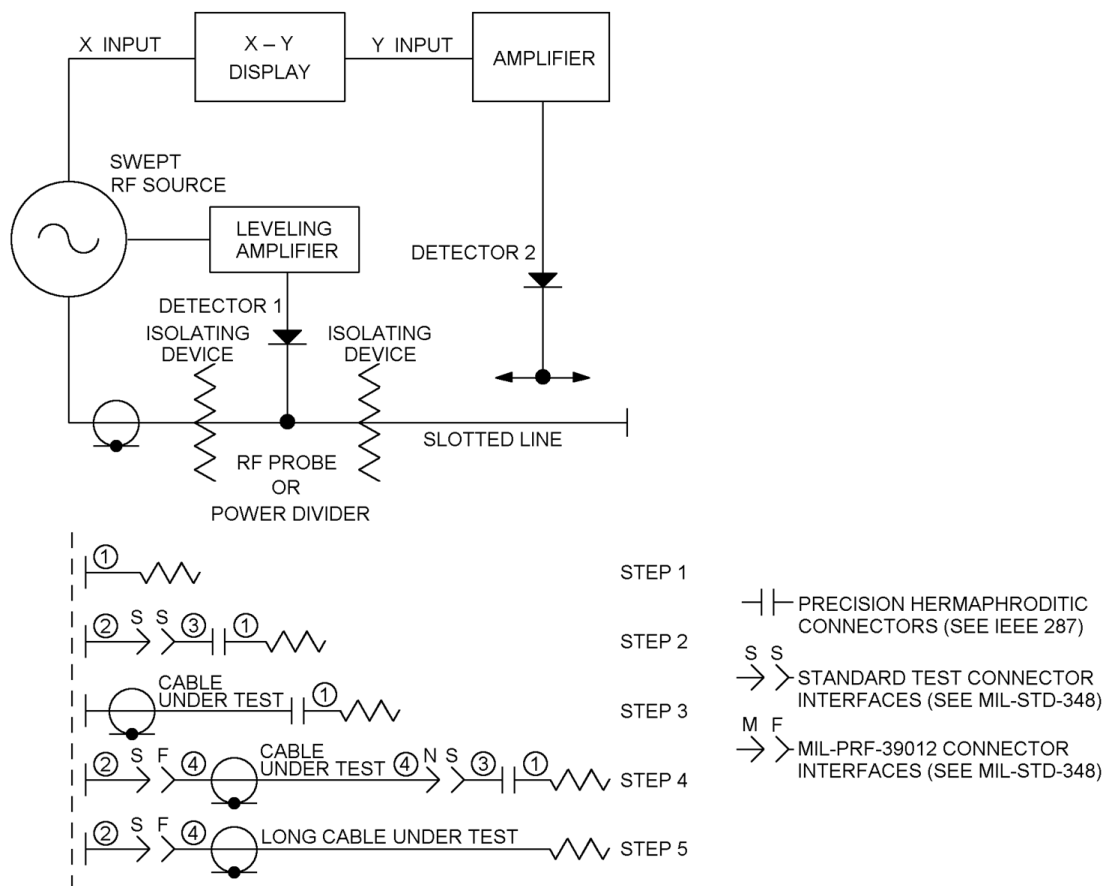 X INPUT
X – Y
DISPLAY
Y INPUT
AMPLIFIER
SWEPT
RF SOURCE
LEVELING
AMPLIFIER
DETECTOR 2
DETECTOR 1
ISOLATING
DEVICE
ISOLATING
DEVICE
SLOTTED LINE
RF PROBE
OR
POWER DIVIDER
1
STEP 1
2 S S 3 1
STEP 2
CABLE
UNDER TEST 1
STEP 3
2 S F 4 CABLE
UNDER TEST 4 N S 3 1
STEP 4
2 S F 4 LONG CABLE UNDER TEST
STEP 5
PRECISION HERMAPHRODITIC
CONNECTORS (SEE IEEE 287)
S S
STANDARD TEST CONNECTOR
INTERFACES (SEE MIL-STD-348)
M F
MIL-PRF-39012 CONNECTOR
INTERFACES (SEE MIL-STD-348)